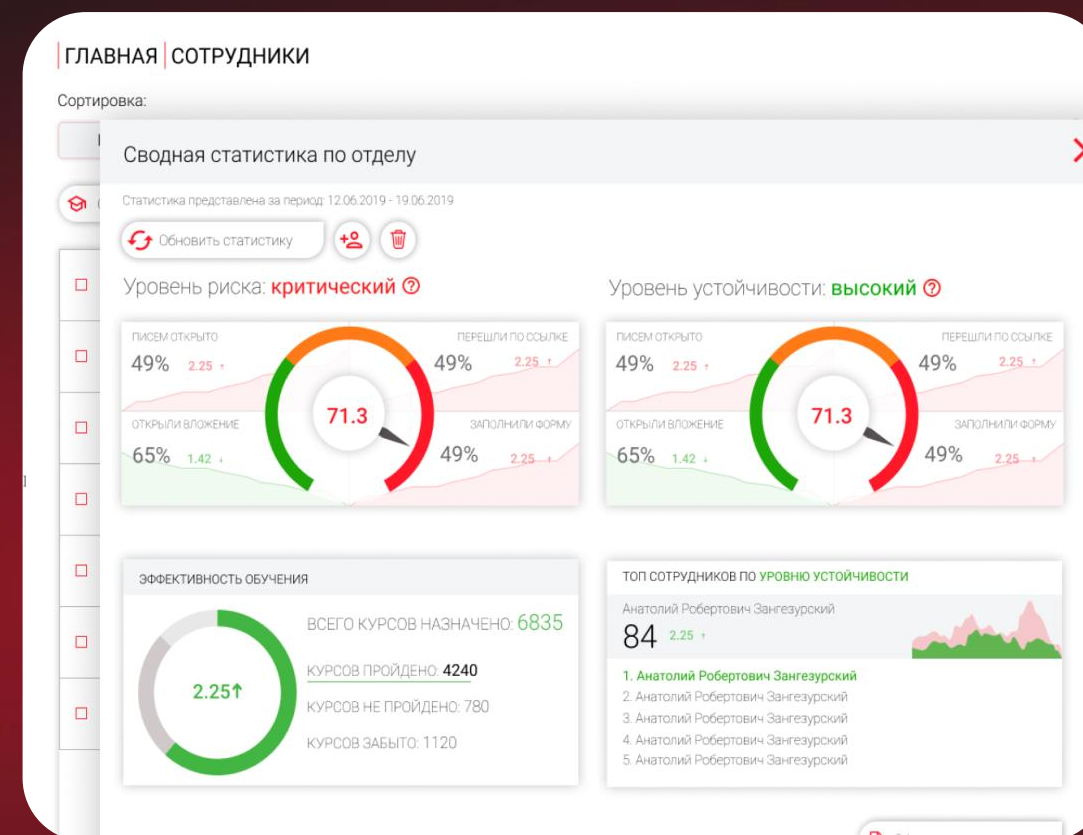 ГЛАВНАЯ СОТРУДНИКИ
Сортировка:
Сводная статистика по отделу
Статистика представлена за период: 12.06.2019 - 19.06.2019
Обновить статистику
Уровень риска: критический
Уровень устойчивости: высокий
ПИСЕМ ОТКРЫТО
49% 2.25 ↑
ПЕРЕШЛИ ПО ССЫЛКЕ
49% 2.25 ↑
71.3
ОТКРЫЛИ ВЛОЖЕНИЕ
65% 1.42 ↓
ЗАПОЛНИЛИ ФОРМУ
49% 2.25 ↑
ПИСЕМ ОТКРЫТО
49% 2.25 ↑
ПЕРЕШЛИ ПО ССЫЛКЕ
49% 2.25 ↑
71.3
ОТКРЫЛИ ВЛОЖЕНИЕ
65% 1.42 ↓
ЗАПОЛНИЛИ ФОРМУ
49% 2.25 ↑
ЭФФЕКТИВНОСТЬ ОБУЧЕНИЯ
2.25↑
ВСЕГО КУРСОВ НАЗНАЧЕНО: 6835
КУРСОВ ПРОЙДЕНО: 4240
КУРСОВ НЕ ПРОЙДЕНО: 780
КУРСОВ ЗАБЫТО: 1120
ТОП СОТРУДНИКОВ ПО УРОВНЮ УСТОЙЧИВОСТИ
Анатолий Робертович Зангезурский
84 2.25 ↑
1. Анатолий Робертович Зангезурский
2. Анатолий Робертович Зангезурский
3. Анатолий Робертович Зангезурский
4. Анатолий Робертович Зангезурский
5. Анатолий Робертович Зангезурский